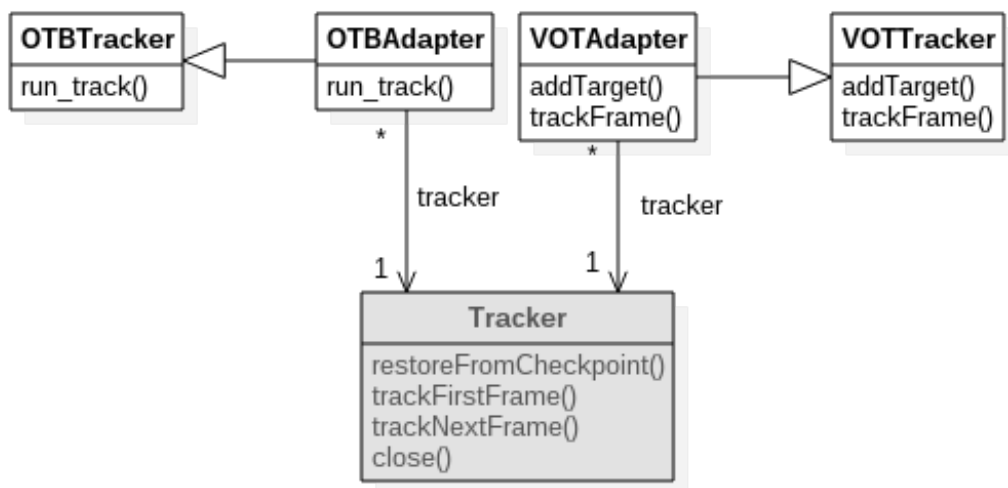 OTBTracker
run_track()
OTBAdapter
run_track()
VOTAdapter
addTarget()
trackFrame()
VOTTracker
addTarget()
trackFrame()
*
*
tracker
tracker
1
1
Tracker
restoreFromCheckpoint()
trackFirstFrame()
trackNextFrame()
close()